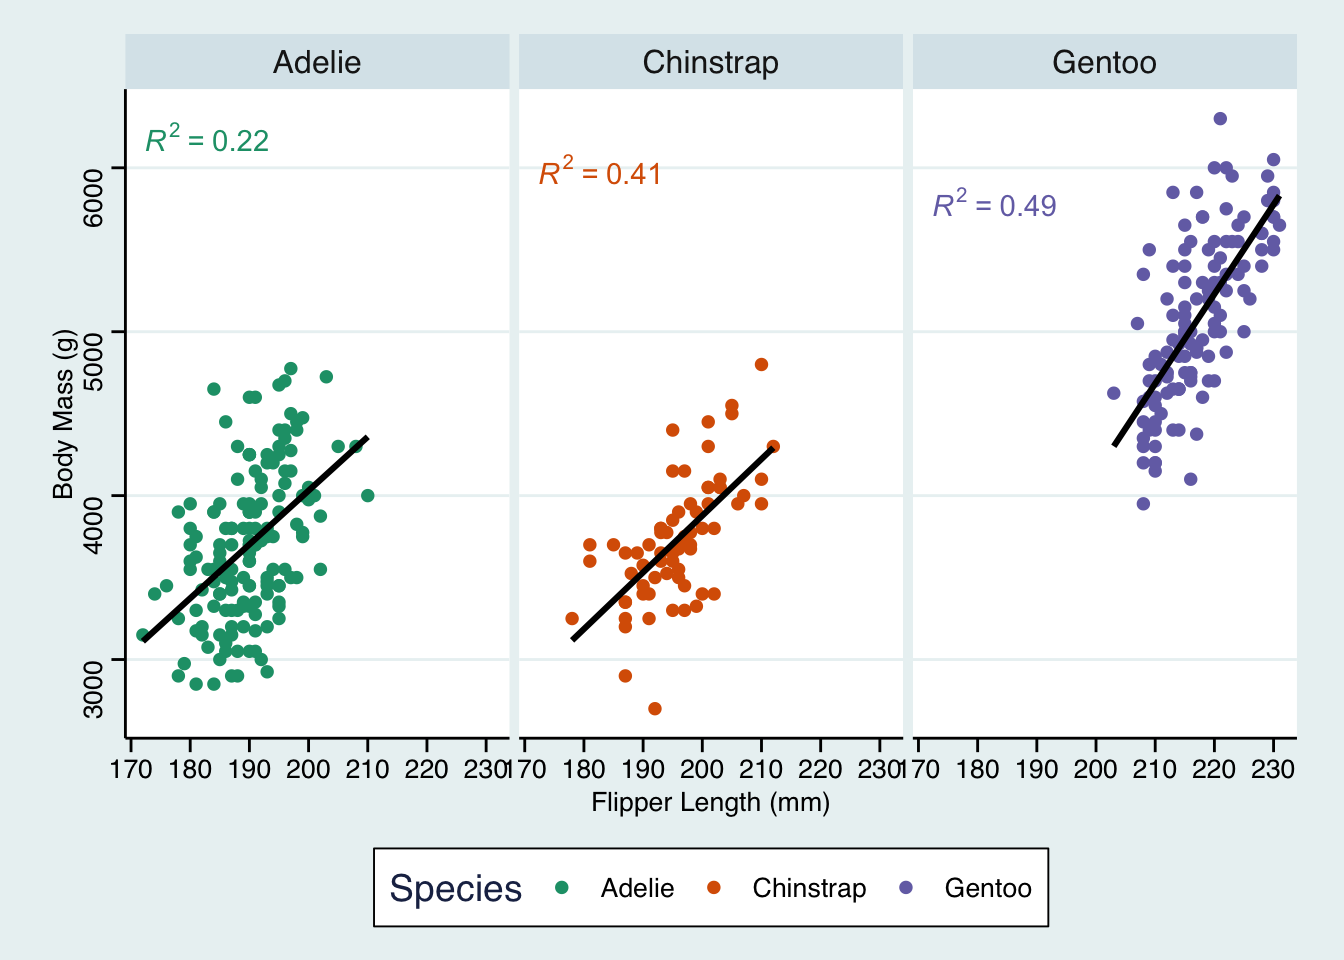 Adelie Chinstrap Gentoo
R² = 0.22
R² = 0.41
R² = 0.49
6000
5000
4000
3000
Body Mass (g)
170 180 190 200 210 220 230 170 180 190 200 210 220 230 170 180 190 200 210 220 230
Flipper Length (mm)
Species Adelie Chinstrap Gentoo